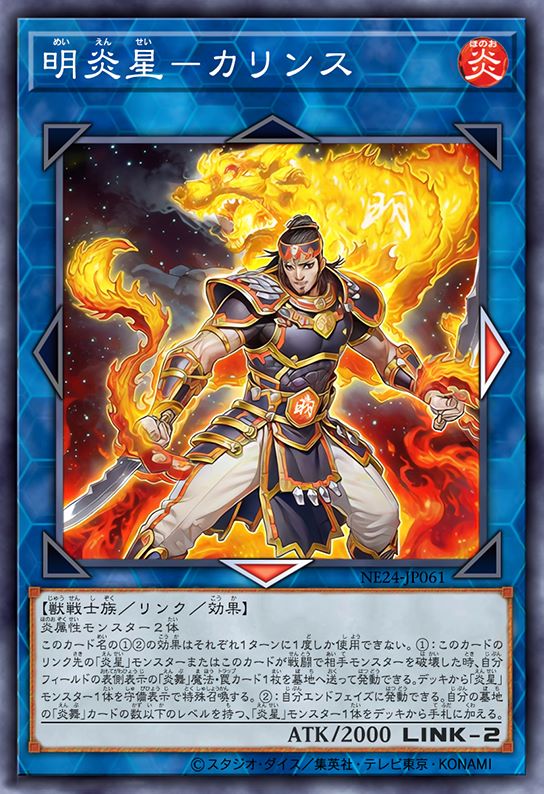 明炎星－カリンス
炎
明
明
NE24-JP061
【獣戦士族／リンク／効果】
炎属性モンスター２体
このカード名の①②の効果はそれぞれ1ターンに1度しか使用できない。①：このカードの
リンク先の「炎星」モンスターまたはこのカードが戦闘で相手モンスターを破壊した時、自分
フィールドの表側表示の「炎舞」魔法・罠カード1枚を墓地へ送って発動できる。デッキから「炎星」
モンスター1体を守備表示で特殊召喚する。②：自分エンドフェイズに発動できる。自分の墓地
の「炎舞」カードの数以下のレベルを持つ、「炎星」モンスター1体をデッキから手札に加える。
ATK/2000 LINK-2
©スタジオ・ダイス／集英社・テレビ東京・KONAMI